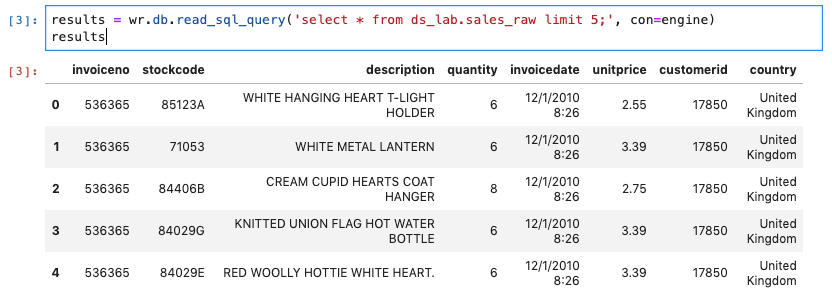 [3]: results = wr.db.read_sql_query('select * from ds_lab.sales_raw limit 5;', con=engine)
results
[3]: invoiceno stockcode description quantity invoicedate unitprice customerid country
0 536365 85123A WHITE HANGING HEART T-LIGHT HOLDER 6 12/1/2010 8:26 2.55 17850 United Kingdom
1 536365 71053 WHITE METAL LANTERN 6 12/1/2010 8:26 3.39 17850 United Kingdom
2 536365 84406B CREAM CUPID HEARTS COAT HANGER 8 12/1/2010 8:26 2.75 17850 United Kingdom
3 536365 84029G KNITTED UNION FLAG HOT WATER BOTTLE 6 12/1/2010 8:26 3.39 17850 United Kingdom
4 536365 84029E RED WOOLLY HOTTIE WHITE HEART. 6 12/1/2010 8:26 3.39 17850 United Kingdom